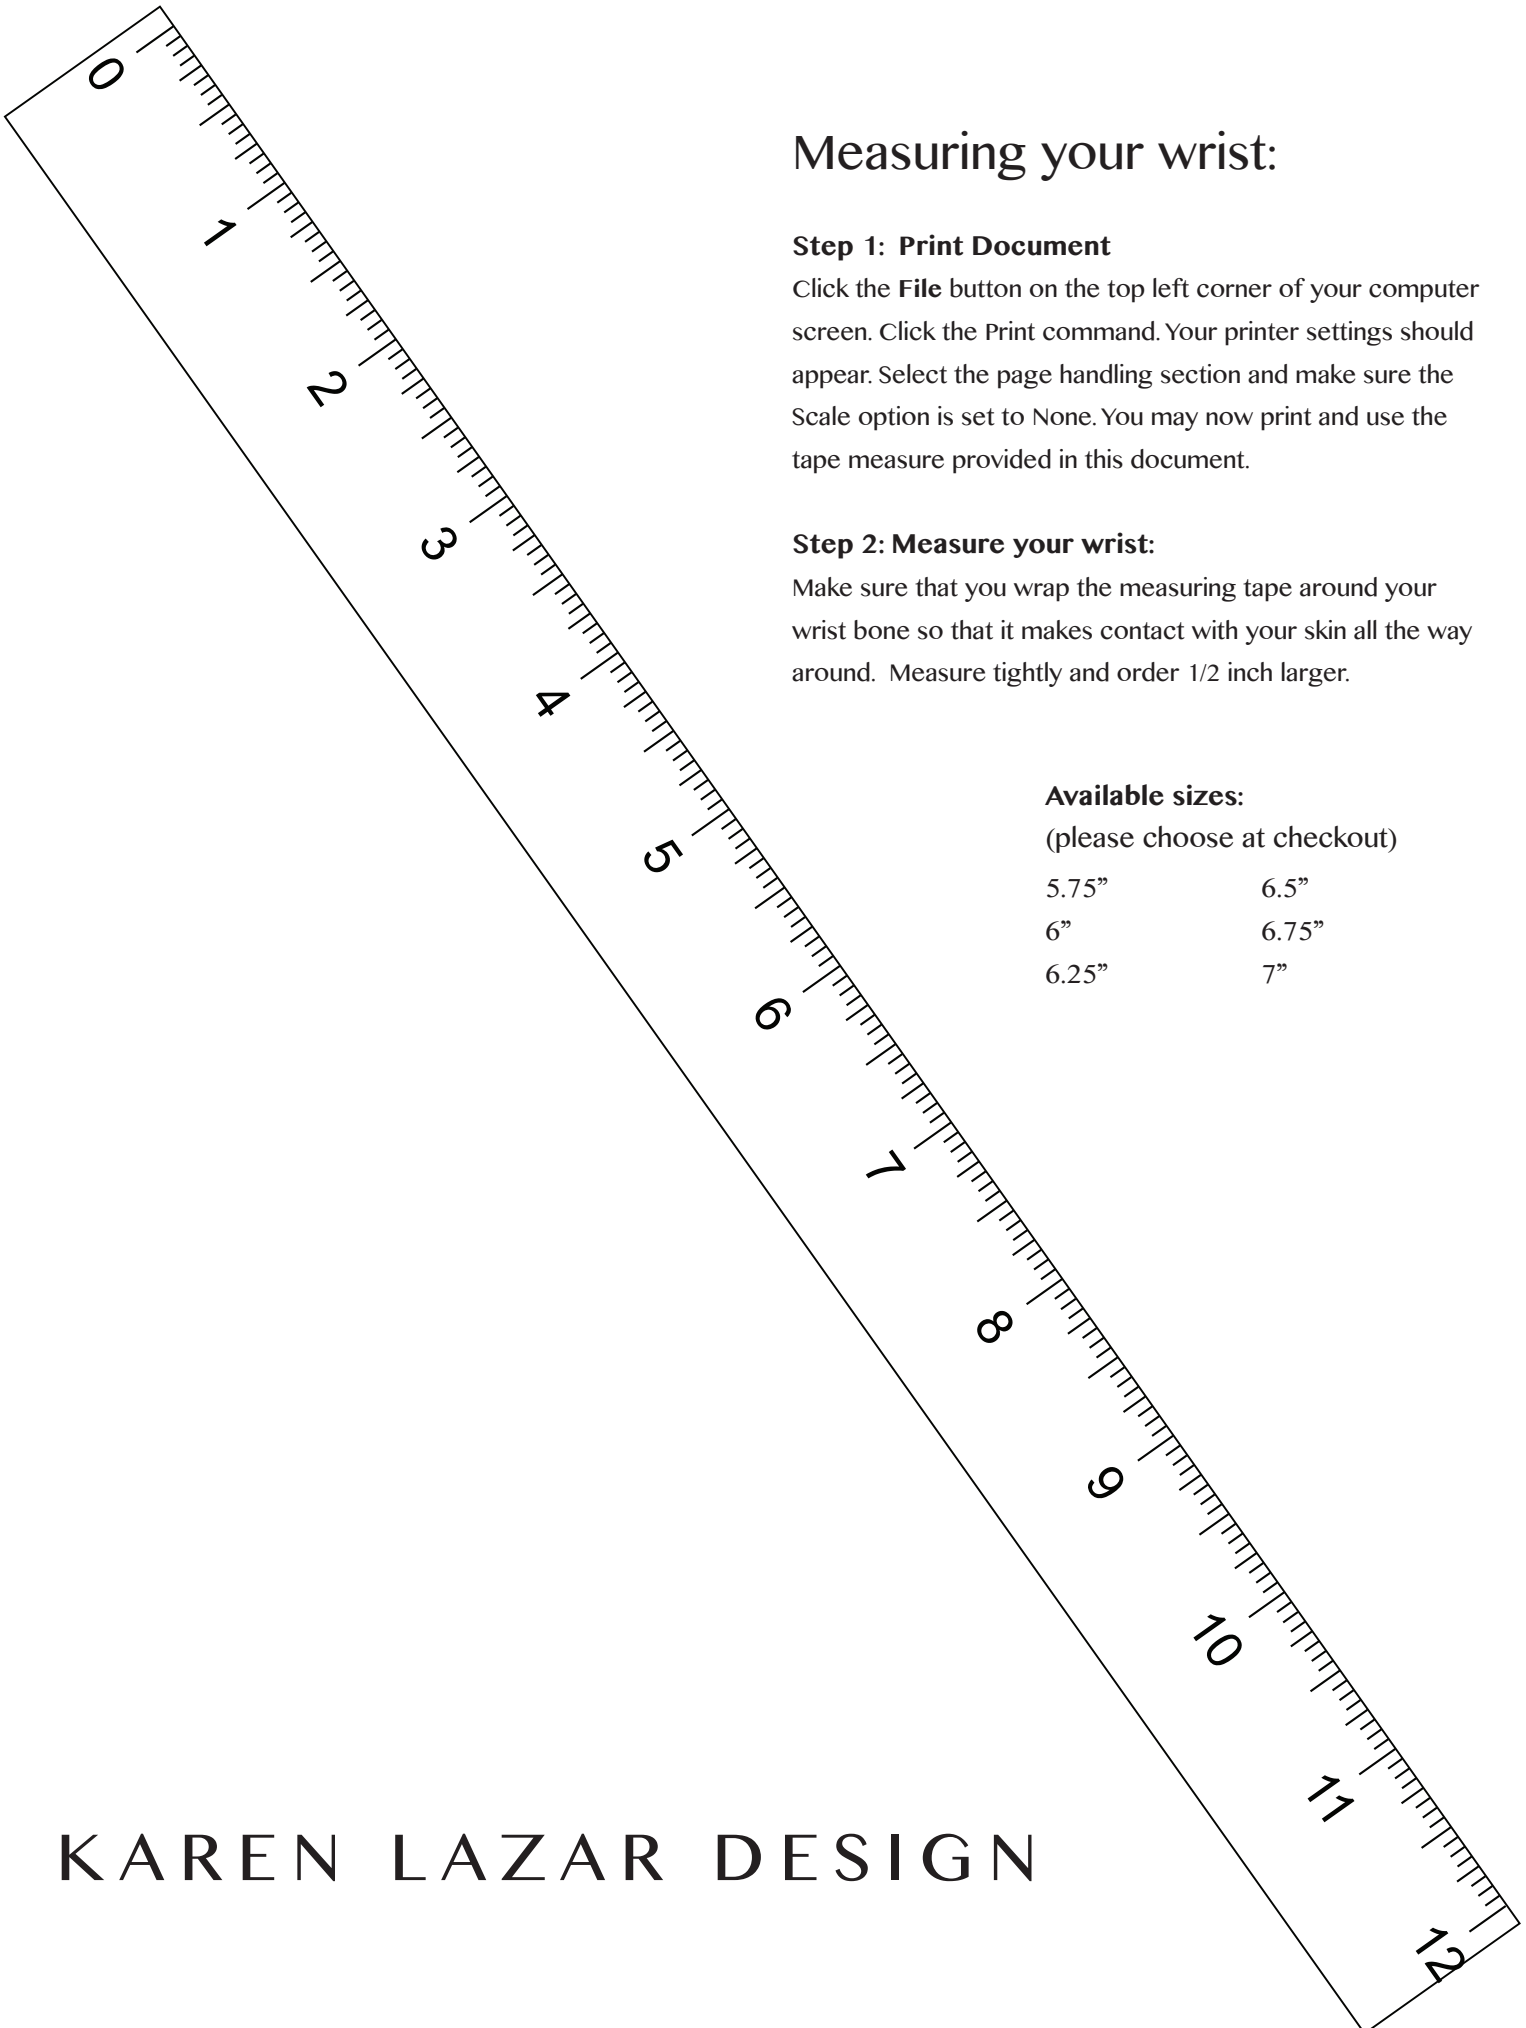 0
1
2
3
4
5
6
7
8
9
10
11
12
Measuring your wrist:
Step 1:  Print Document
Click the File button on the top left corner of your computer
screen. Click the Print command. Your printer settings should
appear. Select the page handling section and make sure the
Scale option is set to None. You may now print and use the
tape measure provided in this document.
Step 2: Measure your wrist:
Make sure that you wrap the measuring tape around your
wrist bone so that it makes contact with your skin all the way
around.  Measure tightly and order 1/2 inch larger.
Available sizes:
(please choose at checkout)
5.75” 6.5”
6” 6.75”
6.25” 7”
KAREN LAZAR DESIGN